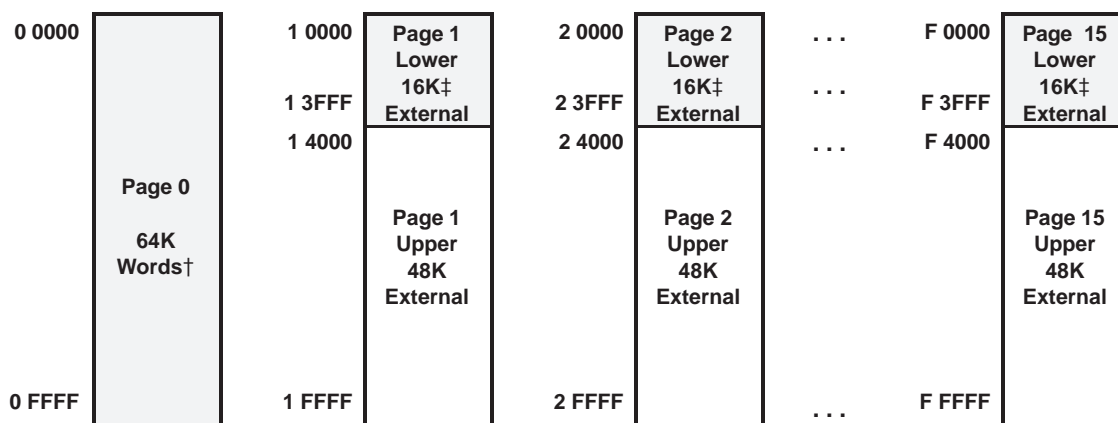 0 0000
Page 0
64K
Words†
0 FFFF
1 0000
1 3FFF
1 4000
1 FFFF
Page 1
Lower
16K‡
External
Page 1
Upper
48K
External
2 0000
2 3FFF
2 4000
2 FFFF
Page 2
Lower
16K‡
External
Page 2
Upper
48K
External
. . .
. . .
. . .
. . .
F 0000
F 3FFF
F 4000
F FFFF
Page 15
Lower
16K‡
External
Page 15
Upper
48K
External